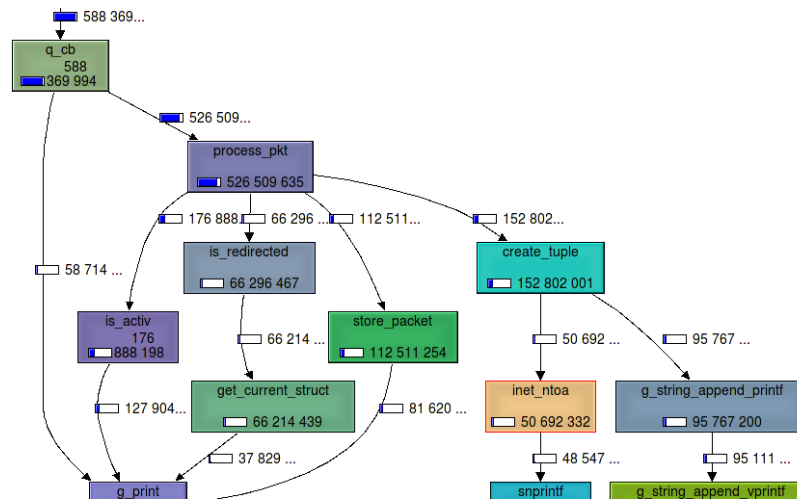 588 369...
q_cb
588
369 994
526 509...
process_pkt
526 509 635
176 888
66 296 ...
112 511...
152 802...
is_redirected
66 296 467
create_tuple
152 802 001
58 714 ...
is_activ
176
888 198
66 214 ...
store_packet
112 511 254
50 692 ...
95 767 ...
get_current_struct
66 214 439
inet_ntoa
50 692 332
g_string_append_printf
95 767 200
127 904...
81 620 ...
37 829 ...
48 547 ...
95 111 ...
g_print
snprintf
g_string_append_vprintf